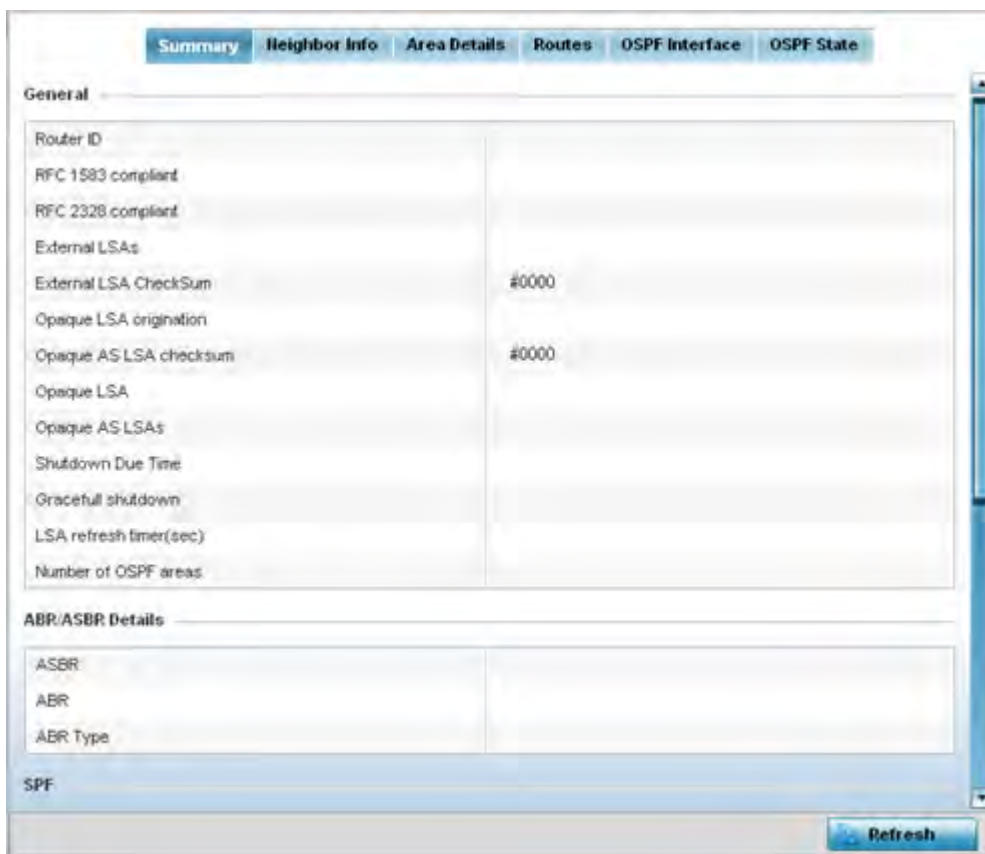 Summary Neighbor Info Area Details Routes OSPF Interface OSPF State
General
Router ID
RFC 1583 compliant
RFC 2328 compliant
External LSAs
External LSA CheckSum #0000
Opaque LSA origination
Opaque AS LSA checksum #0000
Opaque LSA
Opaque AS LSAs
Shutdown Due Time
Gracefull shutdown
LSA refresh timer(sec)
Number of OSPF areas
ABR/ASBR Details
ASBR
ABR
ABR Type
SPF
Refresh